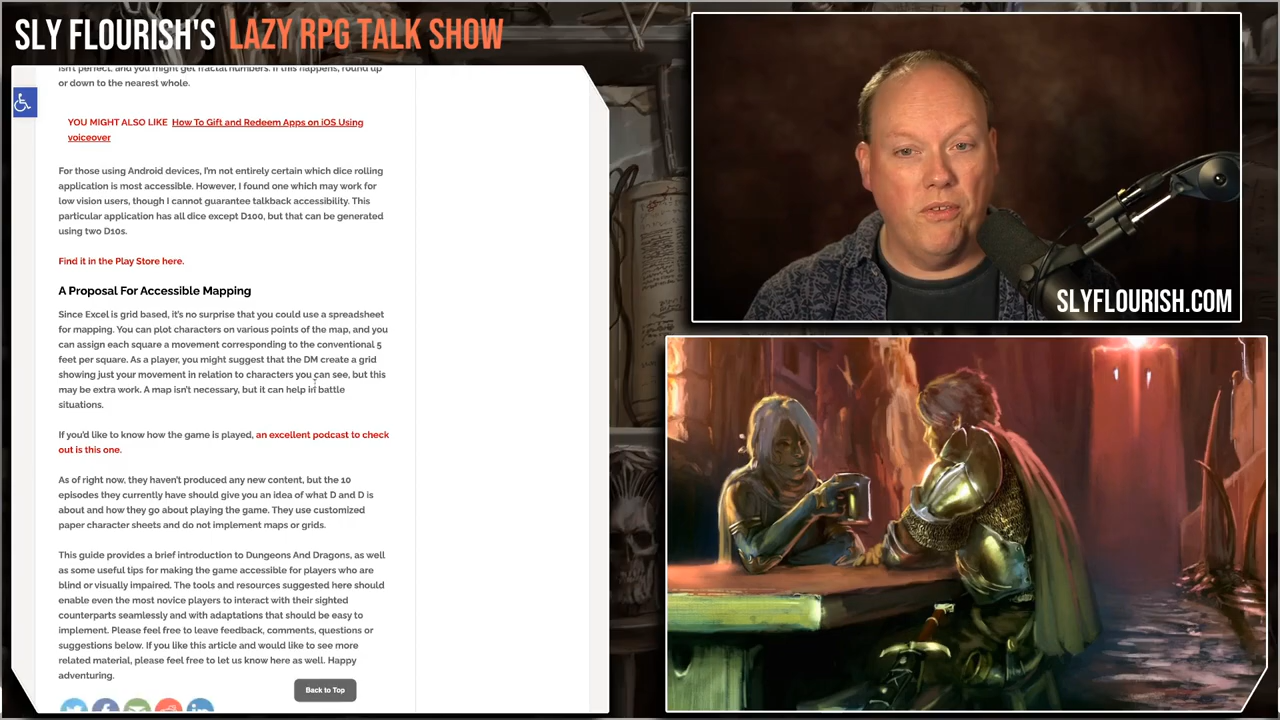 SLY FLOURISH'S LAZY RPG TALK SHOW
isn't perfect, and you might get fractal numbers. If this happens, round up
or down to the nearest whole.
YOU MIGHT ALSO LIKE How To Gift and Redeem Apps on iOS Using
voiceover
For those using Android devices, I'm not entirely certain which dice rolling
application is most accessible. However, I found one which may work for
low vision users, though I cannot guarantee talkback accessibility. This
particular application has all dice except D100, but that can be generated
using two D10s.
Find it in the Play Store here.
A Proposal For Accessible Mapping
Since Excel is grid based, it's no surprise that you could use a spreadsheet
for mapping. You can plot characters on various points of the map, and you
can assign each square a movement corresponding to the conventional 5
feet per square. As a player, you might suggest that the DM create a grid
showing just your movement in relation to characters you can see, but this
may be extra work. A map isn't necessary, but it can help in battle
situations.
If you'd like to know how the game is played, an excellent podcast to check
out is this one.
As of right now, they haven't produced any new content, but the 10
episodes they currently have should give you an idea of what D and D is
about and how they go about playing the game. They use customized
paper character sheets and do not implement maps or grids.
This guide provides a brief introduction to Dungeons And Dragons, as well
as some useful tips for making the game accessible for players who are
blind or visually impaired. The tools and resources suggested here should
enable even the most novice players to interact with their sighted
counterparts seamlessly and with adaptations that should be easy to
implement. Please feel free to leave feedback, comments, questions or
suggestions below. If you like this article and would like to see more
related material, please feel free to let us know here as well. Happy
adventuring.
Back to Top
SLYFLOURISH.COM